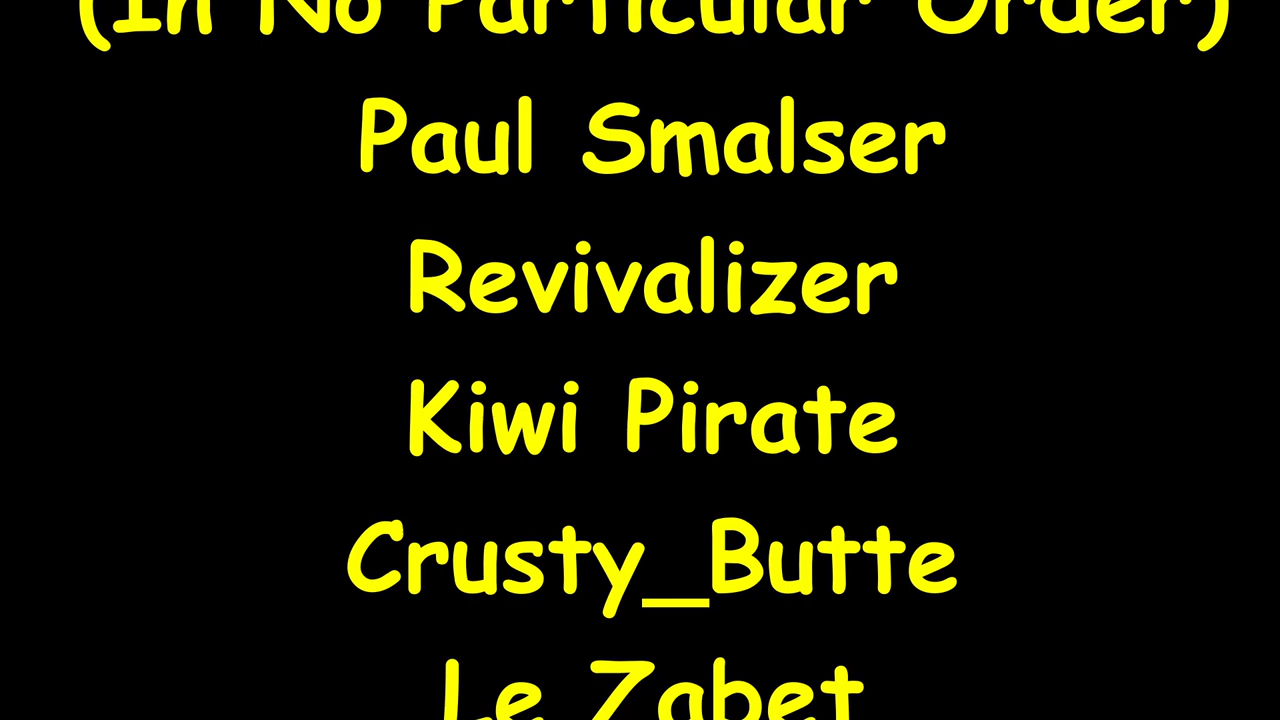 (In No Particular Order)
Paul Smalser
Revivalizer
Kiwi Pirate
Crusty_Butte
Le Zabet